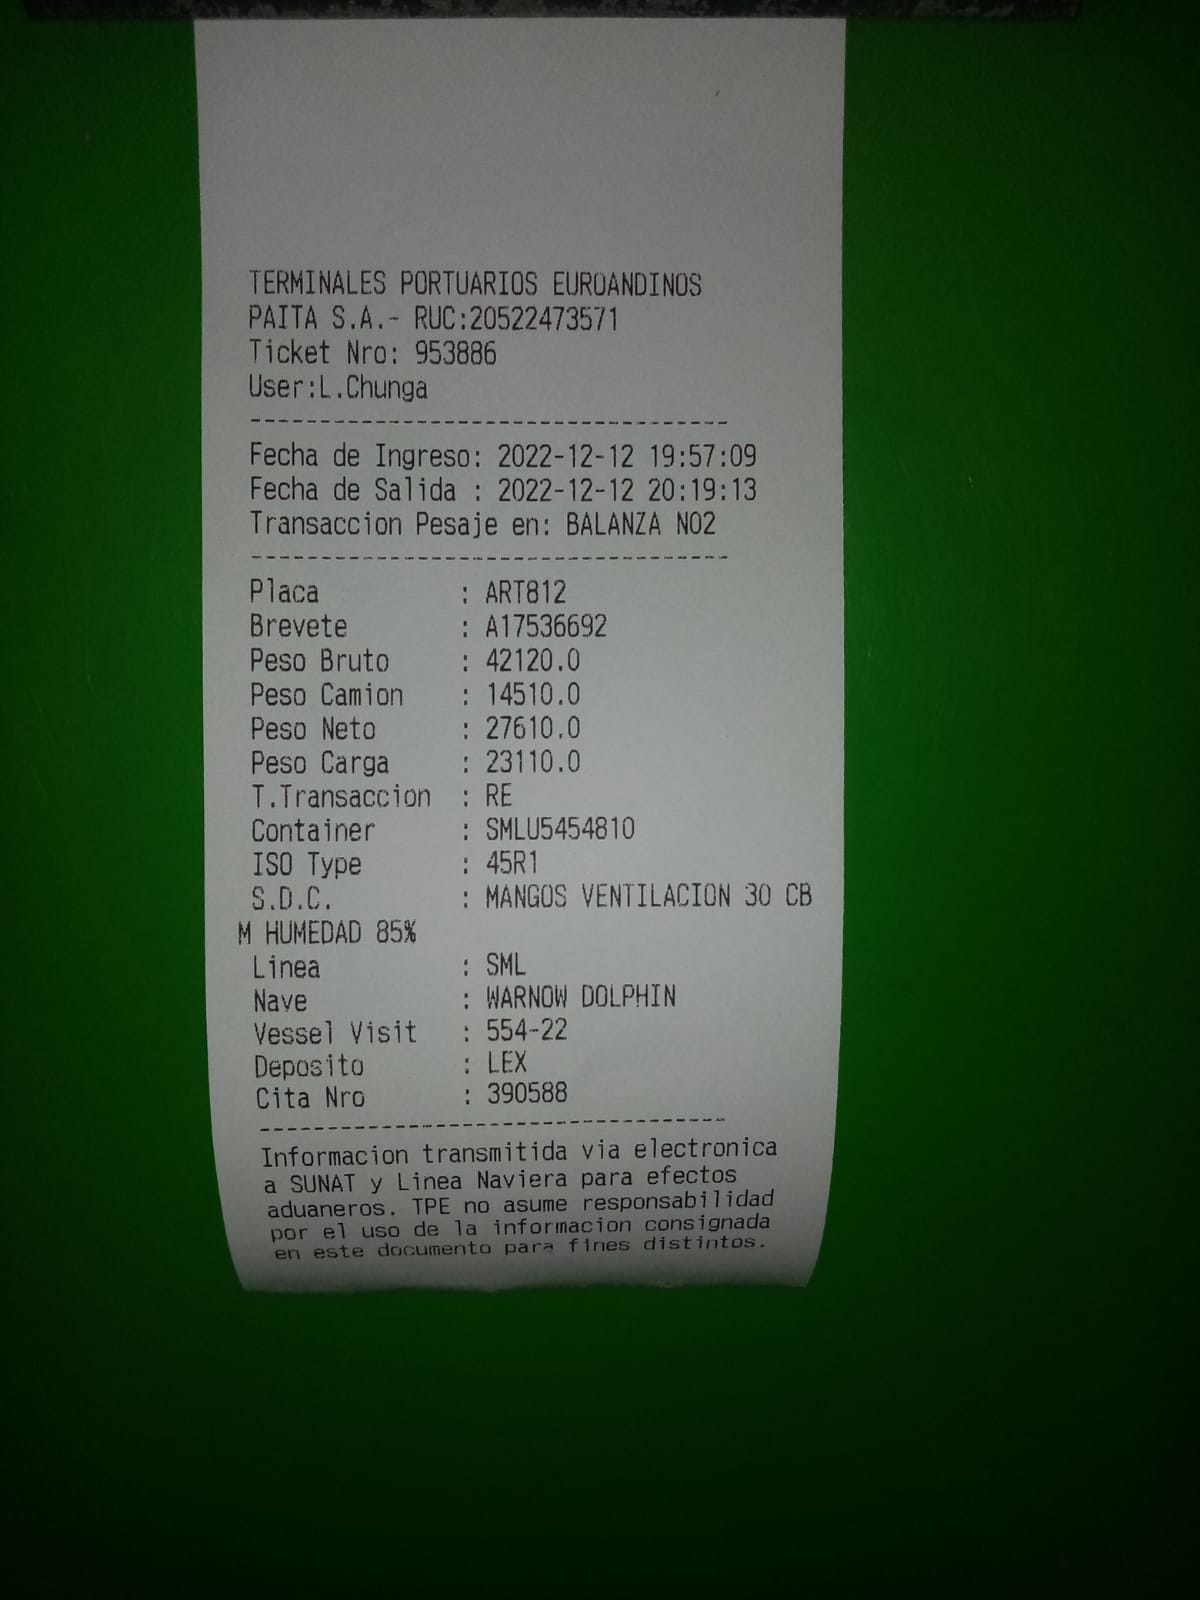 TERMINALES PORTUARIOS EUROANDINOS
PAITA S.A.- RUC:20522473571
Ticket Nro: 953886
User:L.Chunga
----------------------------------
Fecha de Ingreso: 2022-12-12 19:57:09
Fecha de Salida : 2022-12-12 20:19:13
Transaccion Pesaje en: BALANZA NO2
----------------------------------
Placa : ART812
Brevete : A17536692
Peso Bruto : 42120.0
Peso Camion : 14510.0
Peso Neto : 27610.0
Peso Carga : 23110.0
T.Transaccion : RE
Container : SMLU5454810
ISO Type : 45R1
S.D.C. : MANGOS VENTILACION 30 CB
M HUMEDAD 85%
Linea : SML
Nave : WARNOW DOLPHIN
Vessel Visit : 554-22
Deposito : LEX
Cita Nro : 390588
----------------------------------
Informacion transmitida via electronica
a SUNAT y Linea Naviera para efectos
aduaneros. TPE no asume responsabilidad
por el uso de la informacion consignada
en este documento para fines distintos.